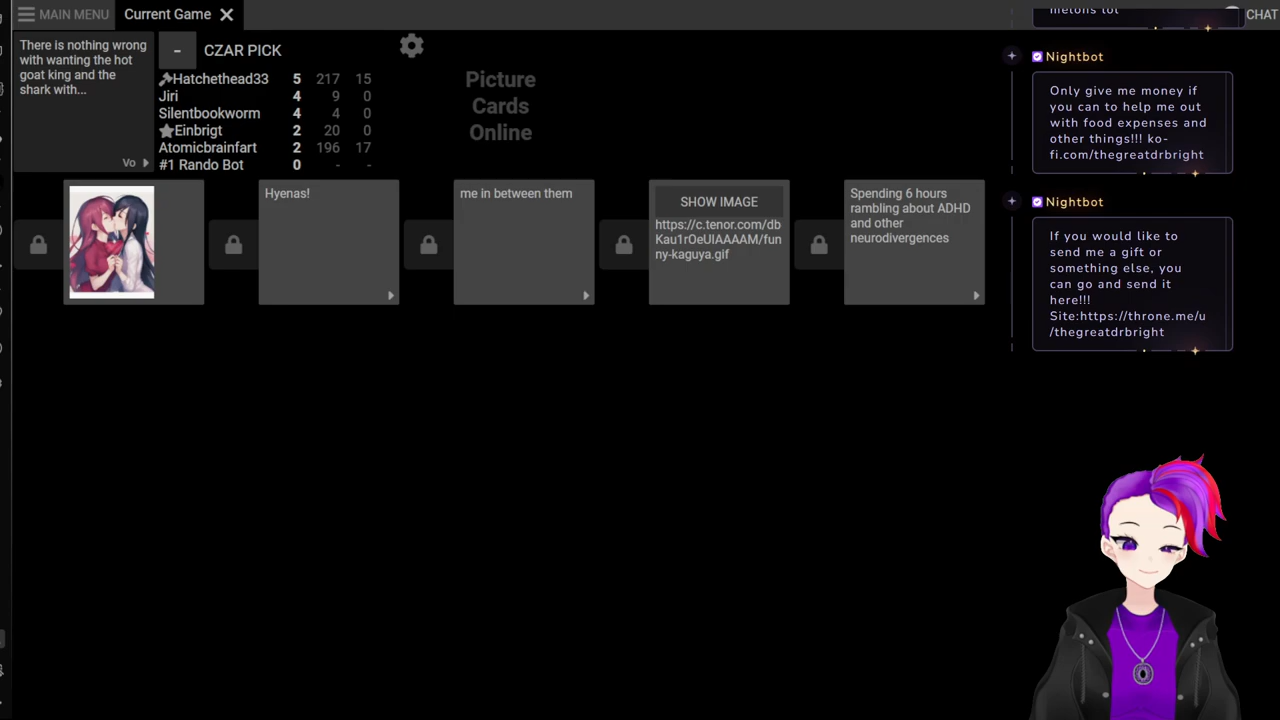 MAIN MENU
Current Game
CHAT
There is nothing wrong
with wanting the hot
goat king and the
shark with...
Vo
-
CZAR PICK
Hatchethead33 5 217 15
Jiri 4 9 0
Silentbookworm 4 4 0
Einbrigt 2 20 0
Atomicbrainfart 2 196 17
#1 Rando Bot 0 - -
Picture
Cards
Online
Hyenas!
me in between them
SHOW IMAGE
https://c.tenor.com/db
Kau1rOeUIAAAAM/fun
ny-kaguya.gif
Spending 6 hours
rambling about ADHD
and other
neurodivergences
melons lol
Nightbot
Only give me money if
you can to help me out
with food expenses and
other things!!! ko-
fi.com/thegreatdrbright
Nightbot
If you would like to
send me a gift or
something else, you
can go and send it
here!!!
Site:https://throne.me/u
/thegreatdrbright